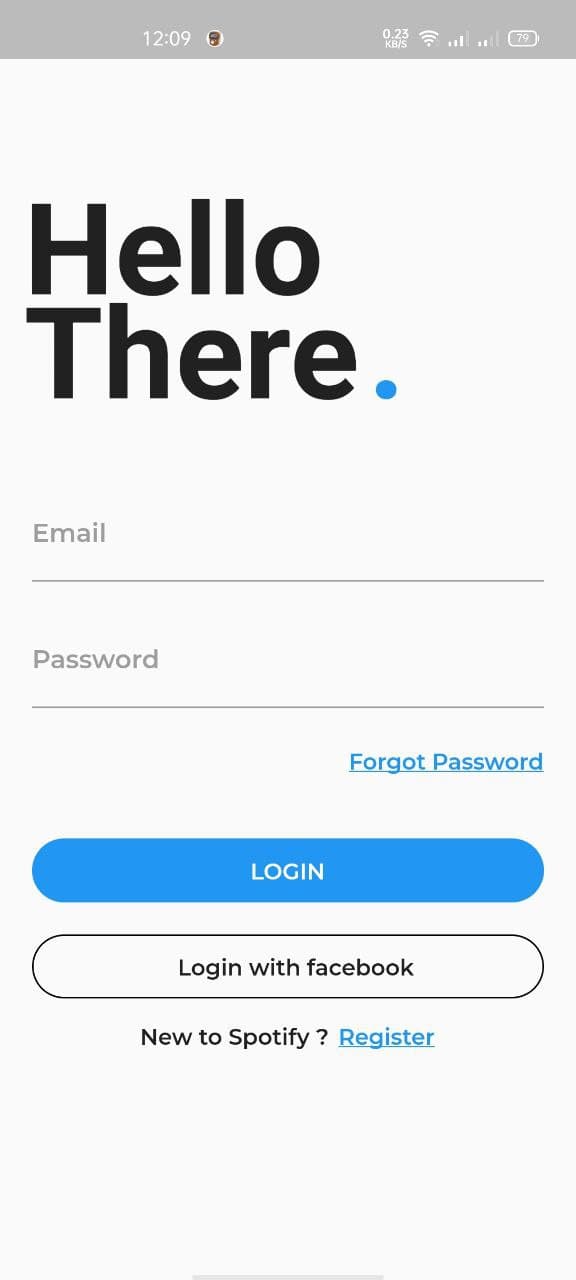 12:09
0.23
KB/S
79
Hello
There.
Email
Password
Forgot Password
LOGIN
Login with facebook
New to Spotify ? Register